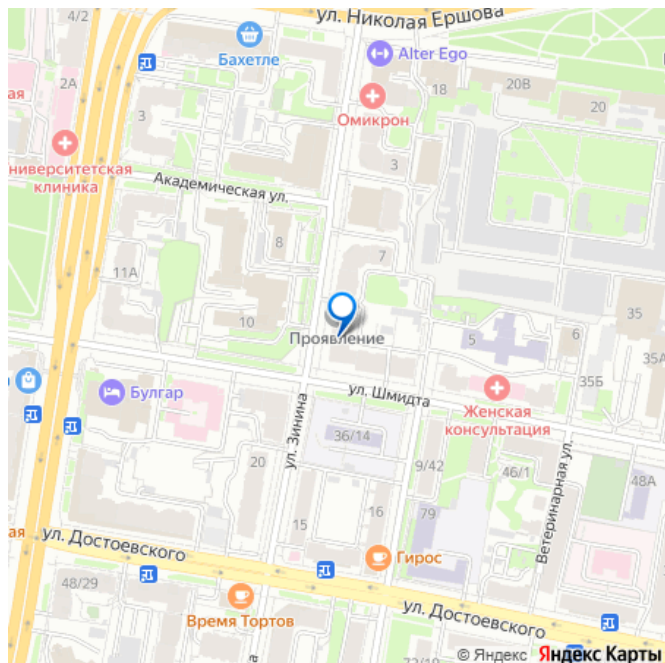 4/2
ул. Николая Ершова
Бахетле
Alter Ego
2А
18
20В
20
3
Омикрон
3
ниверситетская
клиника
Академическая ул.
8
7
11А
10
Проявление
5
6
35
35А
35Б
ул. Шмидта
Женская
консультация
Булгар
ул. Зинина
36/14
9/42
46/1
48А
Ветеринарная ул.
20
15
16
79
ул. Достоевского
Гирос
48/29
Время Тортов
ул. Достоевского
© Яндекс Яндекс Карты